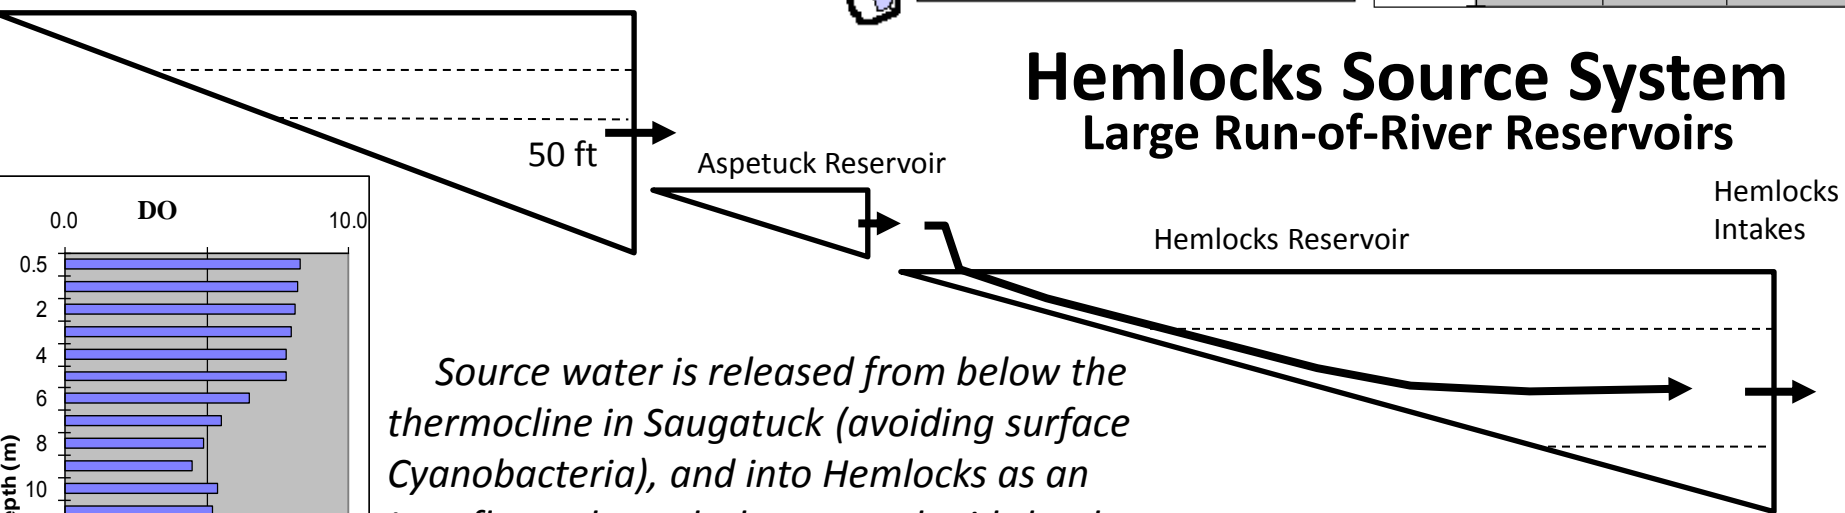 Hemlocks Source System
Large Run-of-River Reservoirs
50 ft
Aspetuck Reservoir
Hemlocks
Intakes
Hemlocks Reservoir
0.0 DO 10.0
0.5
2
4
6
8
10
Source water is released from below the
thermocline in Saugatuck (avoiding surface
Cyanobacteria), and into Hemlocks as an
(m)